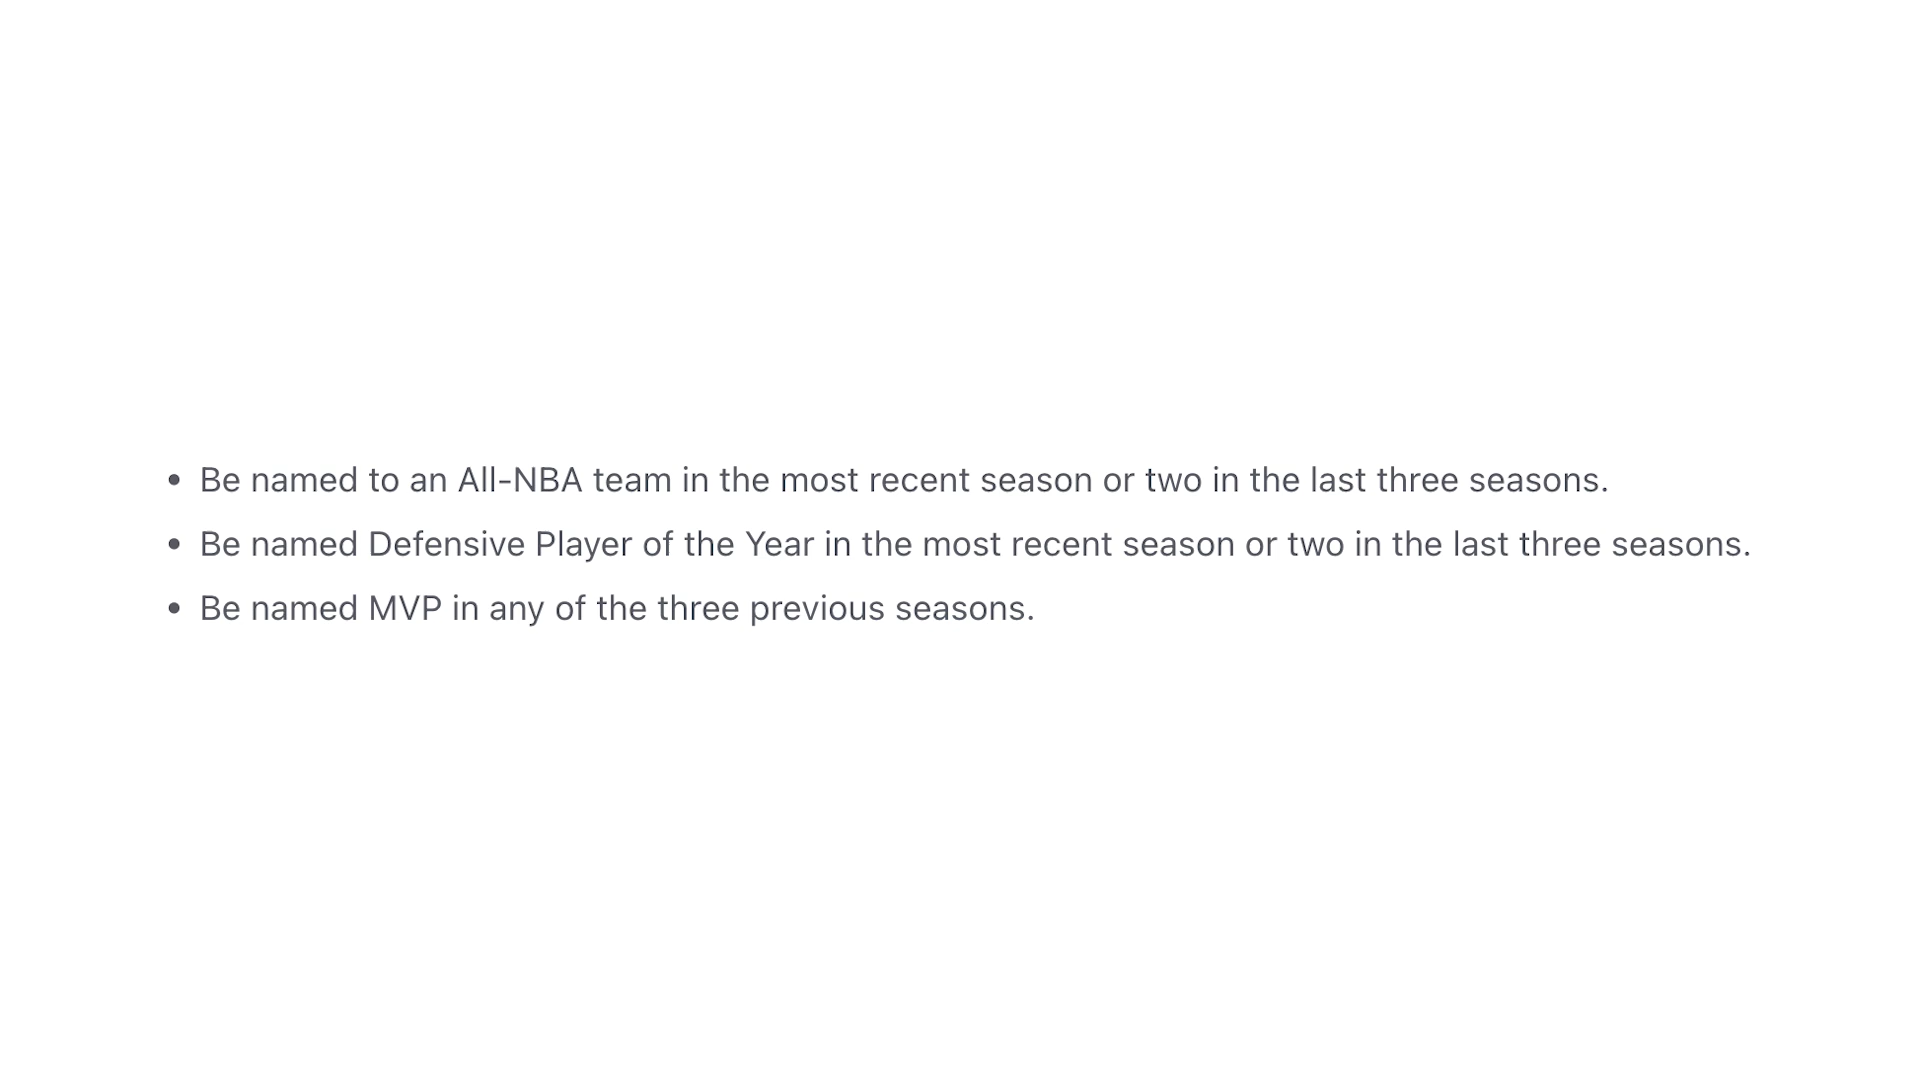 • Be named to an All-NBA team in the most recent season or two in the last three seasons.
• Be named Defensive Player of the Year in the most recent season or two in the last three seasons.
• Be named MVP in any of the three previous seasons.